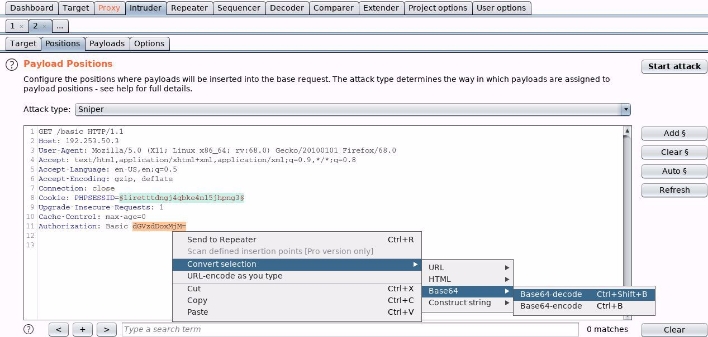 Dashboard Target Proxy Intruder Repeater Sequencer Decoder Comparer Extender Project options User options
1 × 2 × ...
Target Positions Payloads Options
? Payload Positions Start attack
Configure the positions where payloads will be inserted into the base request. The attack type determines the way in which payloads are assigned to
payload positions - see help for full details.
Attack type: Sniper
1 GET /basic HTTP/1.1 Add §
2 Host: 192.253.50.3
3 User-Agent: Mozilla/5.0 (X11; Linux x86_64; rv:68.0) Gecko/20100101 Firefox/68.0
4 Accept: text/html,application/xhtml+xml,application/xml;q=0.9,*/*;q=0.8 Clear §
5 Accept-Language: en-US,en;q=0.5
6 Accept-Encoding: gzip, deflate Auto §
7 Connection: close
8 Cookie: PHPSESSID= Refresh
9 Upgrade-Insecure-Requests: 1
10 Cache-Control: max-age=0
11 Authorization: Basic dGVzdDoxMjM=
12
13
Send to Repeater Ctrl+R
Scan defined insertion points [Pro version only]
Convert selection URL
URL-encode as you type HTML
Cut Ctrl+X Base64 Base64-decode Ctrl+Shift+B
Copy Ctrl+C Construct string Base64-encode Ctrl+B
Paste Ctrl+V
? < + > Type a search term 0 matches Clear